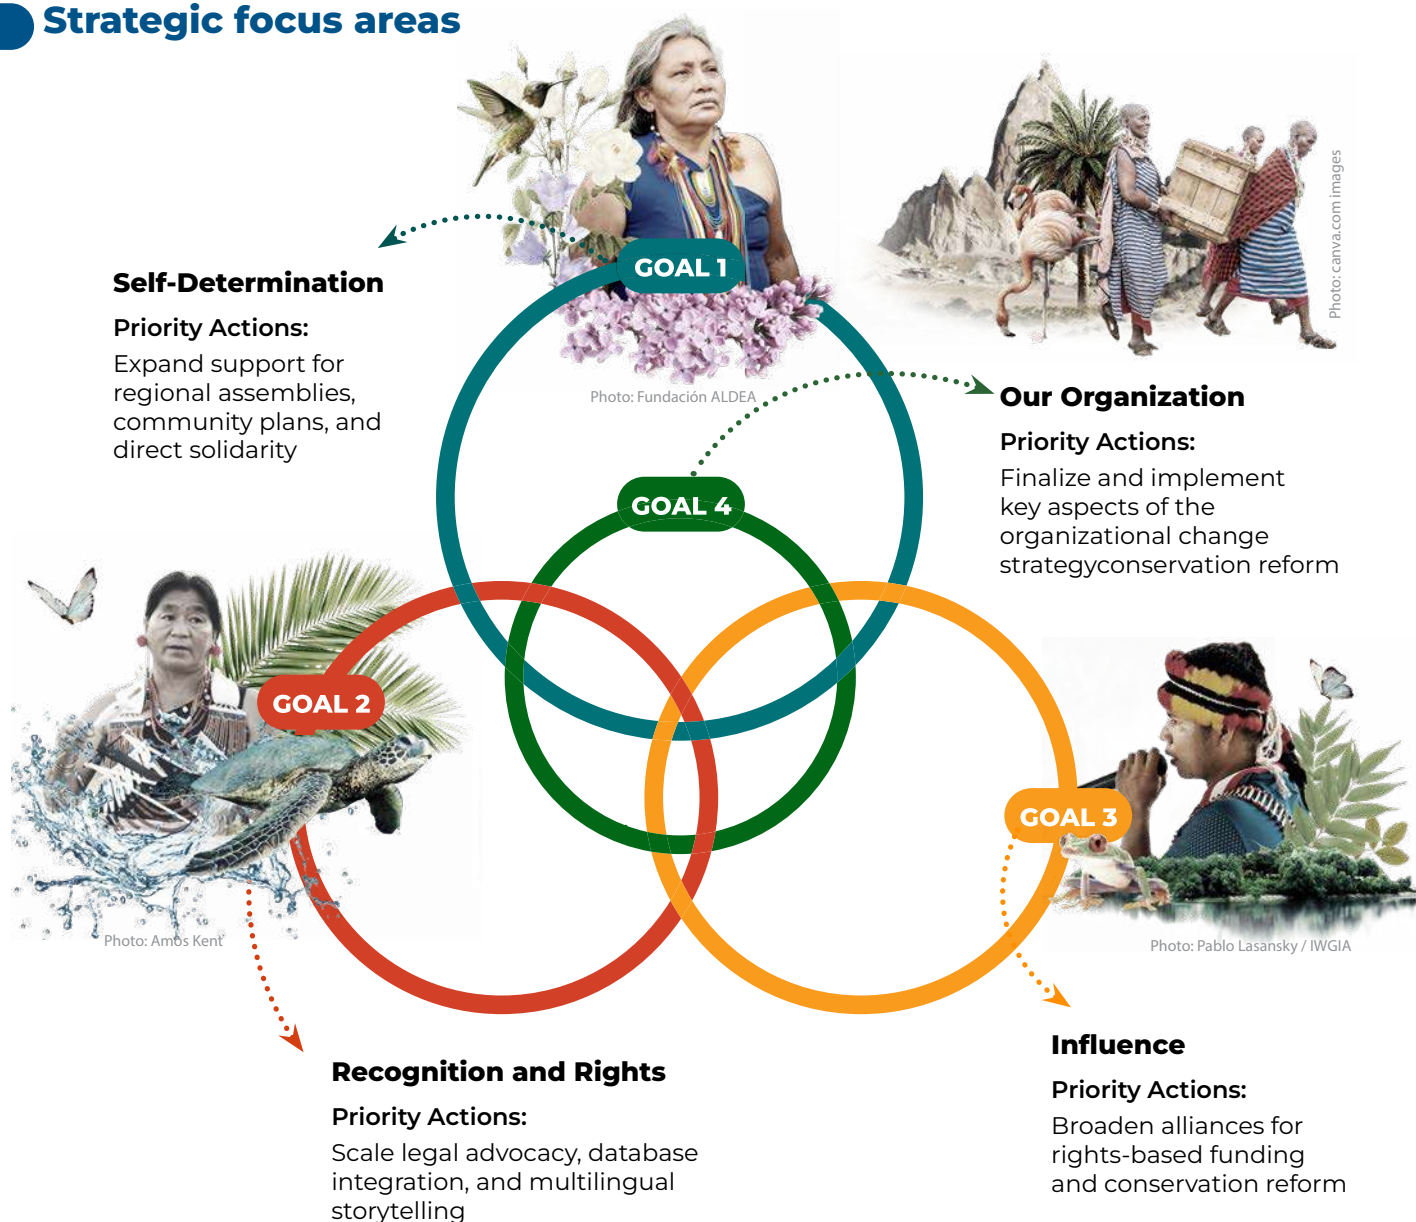 Strategic focus areas
GOAL 1
Photo: Fundación ALDEA
Photo: canva.com images
Self-Determination
Priority Actions:
Expand support for
regional assemblies,
community plans, and
direct solidarity
Our Organization
Priority Actions:
Finalize and implement
key aspects of the
organizational change
strategyconservation reform
GOAL 4
GOAL 2
Photo: Amos Kent
GOAL 3
Photo: Pablo Lasansky / IWGIA
Recognition and Rights
Priority Actions:
Scale legal advocacy, database
integration, and multilingual
storytelling
Influence
Priority Actions:
Broaden alliances for
rights-based funding
and conservation reform